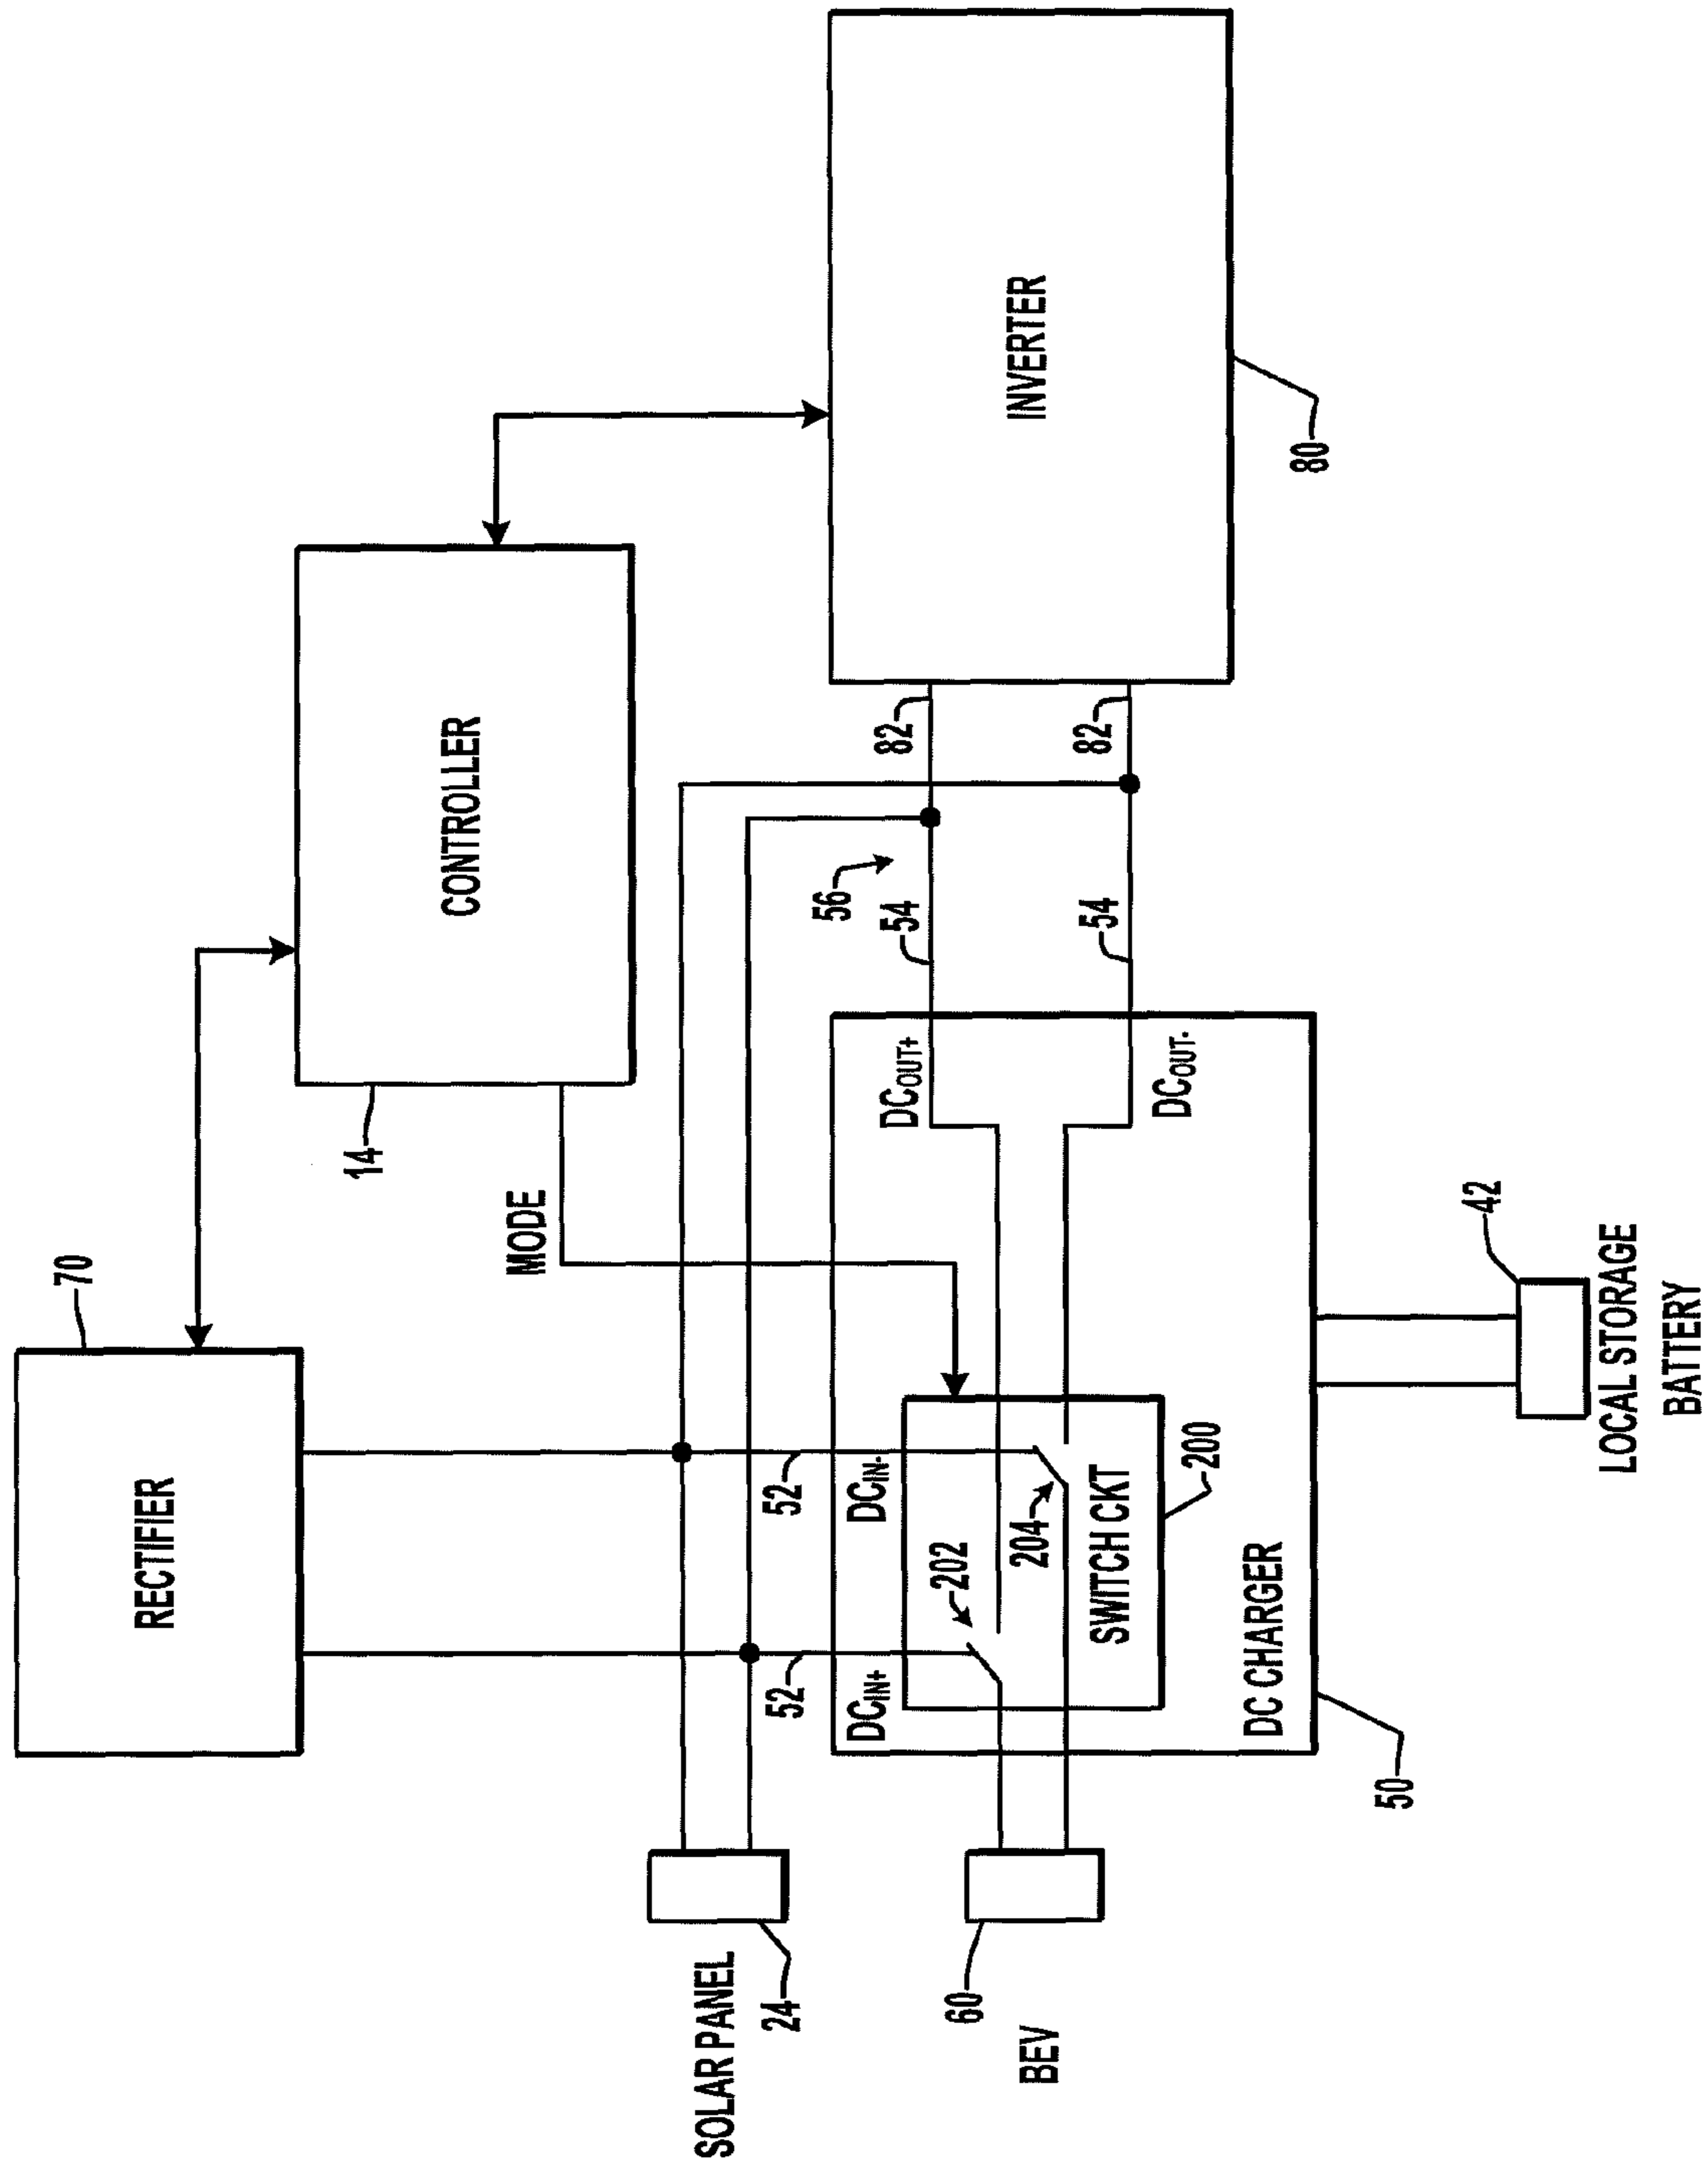 RECTIFIER
70
CONTROLLER
14
MODE
INVERTER
80
82
82
56
54
54
SOLAR PANEL
24
52
52
DCIN+
DCIN-
DCOUT+
DCOUT-
202
204
SWITCH CKT
200
DC CHARGER
50
60
BEV
42
LOCAL STORAGE
BATTERY